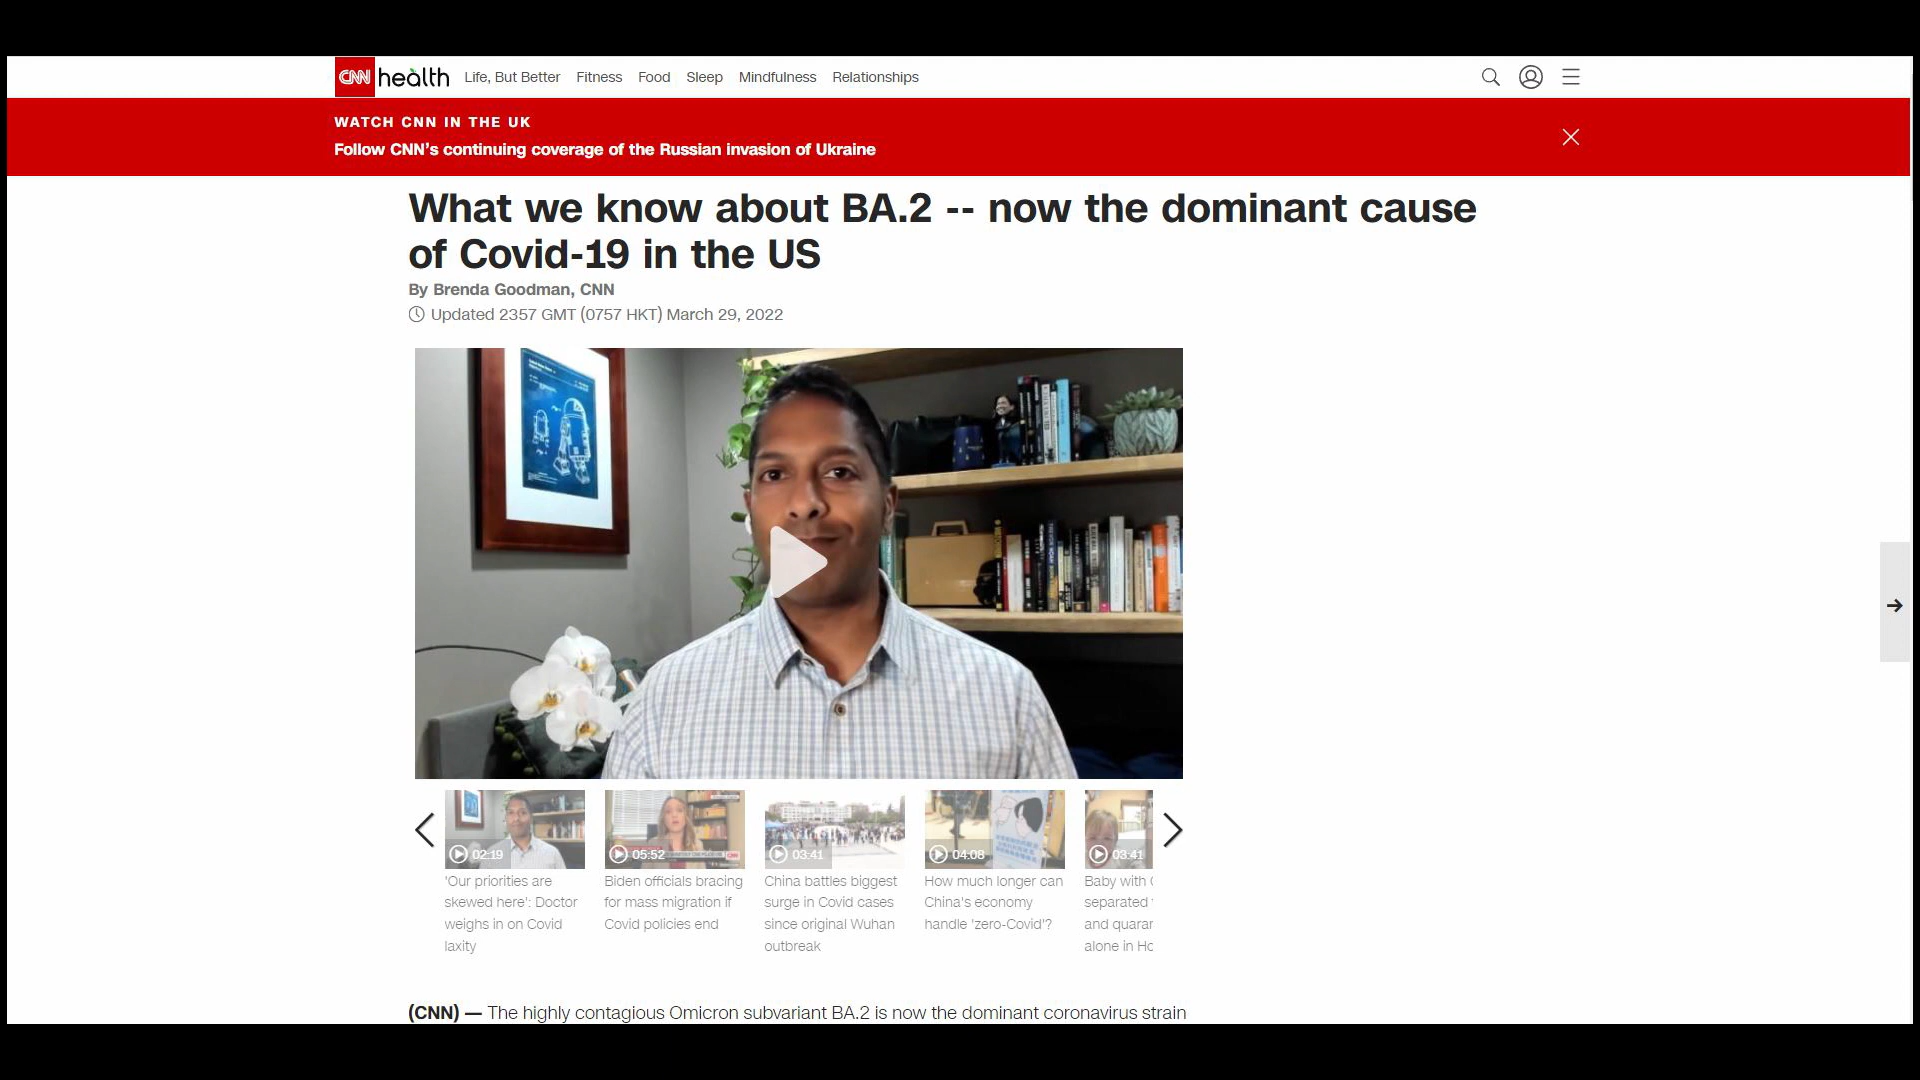 CNN health Life, But Better Fitness Food Sleep Mindfulness Relationships
WATCH CNN IN THE UK
Follow CNN's continuing coverage of the Russian invasion of Ukraine
What we know about BA.2 -- now the dominant cause
of Covid-19 in the US
By Brenda Goodman, CNN
Updated 2357 GMT (0757 HKT) March 29, 2022
02:19
'Our priorities are
skewed here': Doctor
weighs in on Covid
laxity
05:52
Biden officials bracing
for mass migration if
Covid policies end
03:41
China battles biggest
surge in Covid cases
since original Wuhan
outbreak
04:08
How much longer can
China's economy
handle 'zero-Covid'?
03:41
Baby with
separated
and quarar
alone in Hc
(CNN) — The highly contagious Omicron subvariant BA.2 is now the dominant coronavirus strain